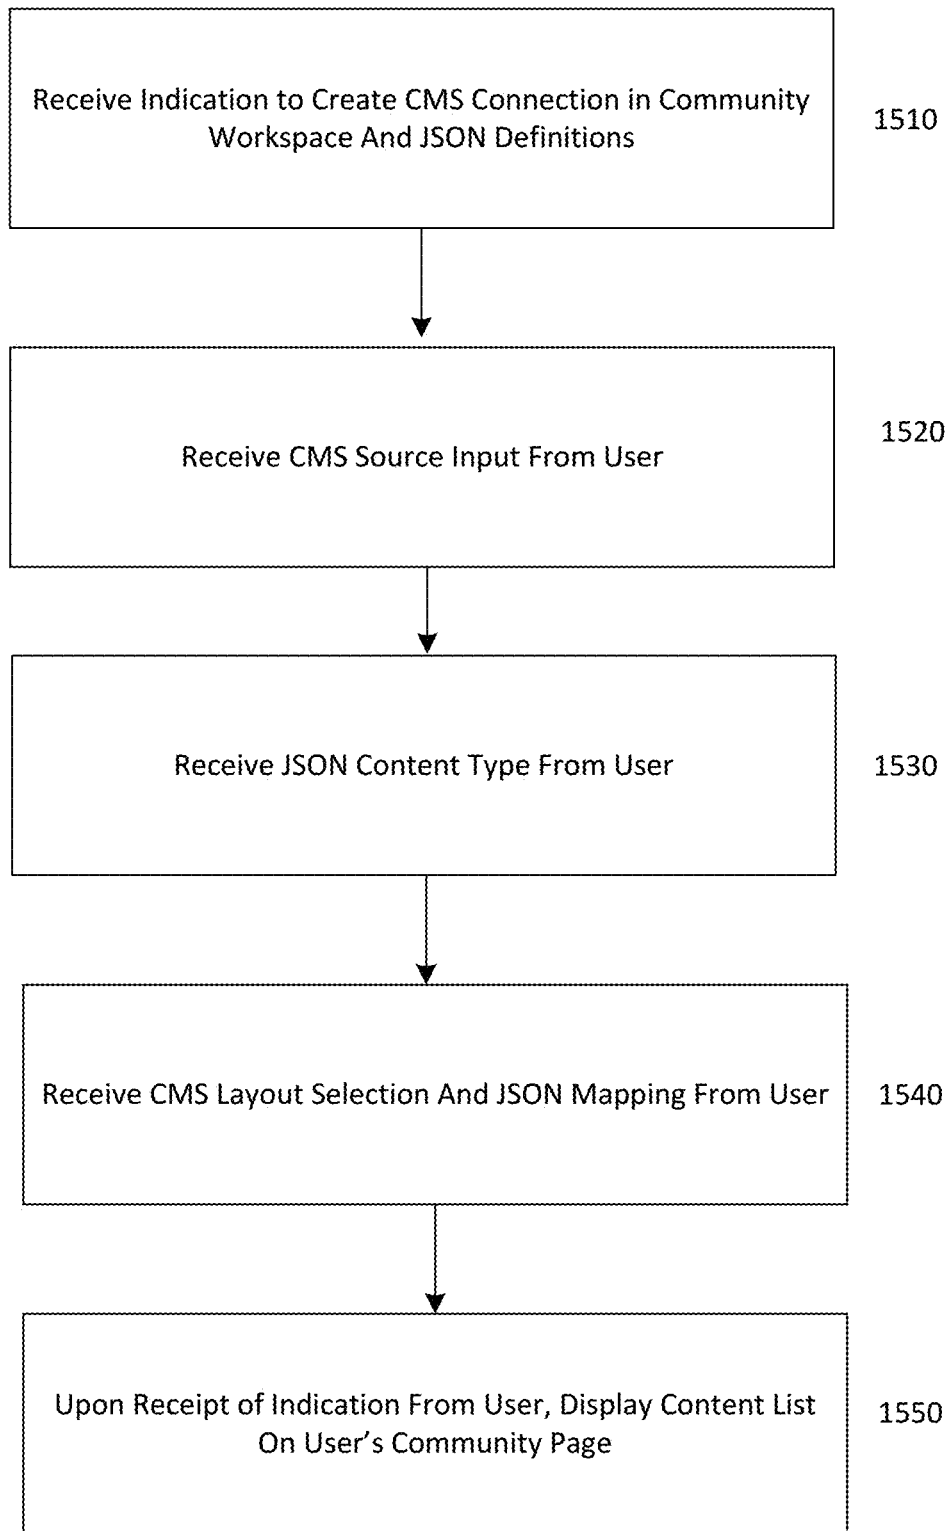 Receive Indication to Create CMS Connection in Community
Workspace And JSON Definitions
1510
Receive CMS Source Input From User
1520
Receive JSON Content Type From User
1530
Receive CMS Layout Selection And JSON Mapping From User
1540
Upon Receipt of Indication From User, Display Content List
On User's Community Page
1550